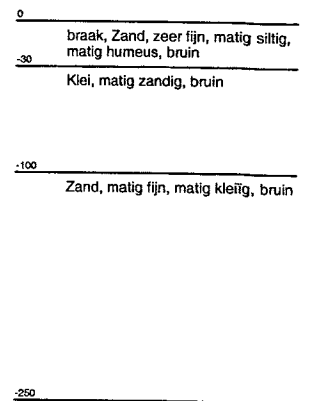 0
braak, Zand, zeer fijn, matig siltig,
matig humeus, bruin
-30
Klei, matig zandig, bruin
-100
Zand, matig fijn, matig kleiïg, bruin
-250